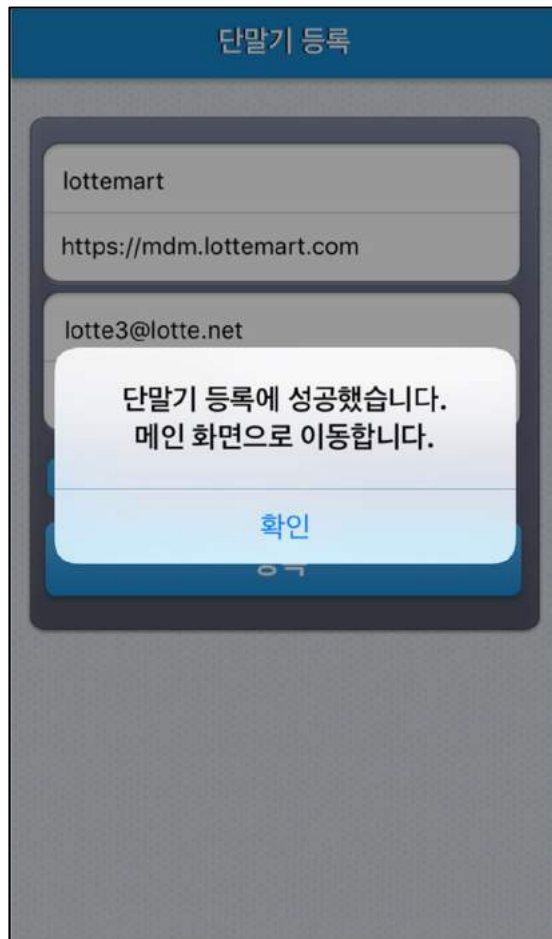 단말기 등록
lottemart
https://mdm.lottemart.com
lotte3@lotte.net
단말기 등록에 성공했습니다.
메인 화면으로 이동합니다.
확인